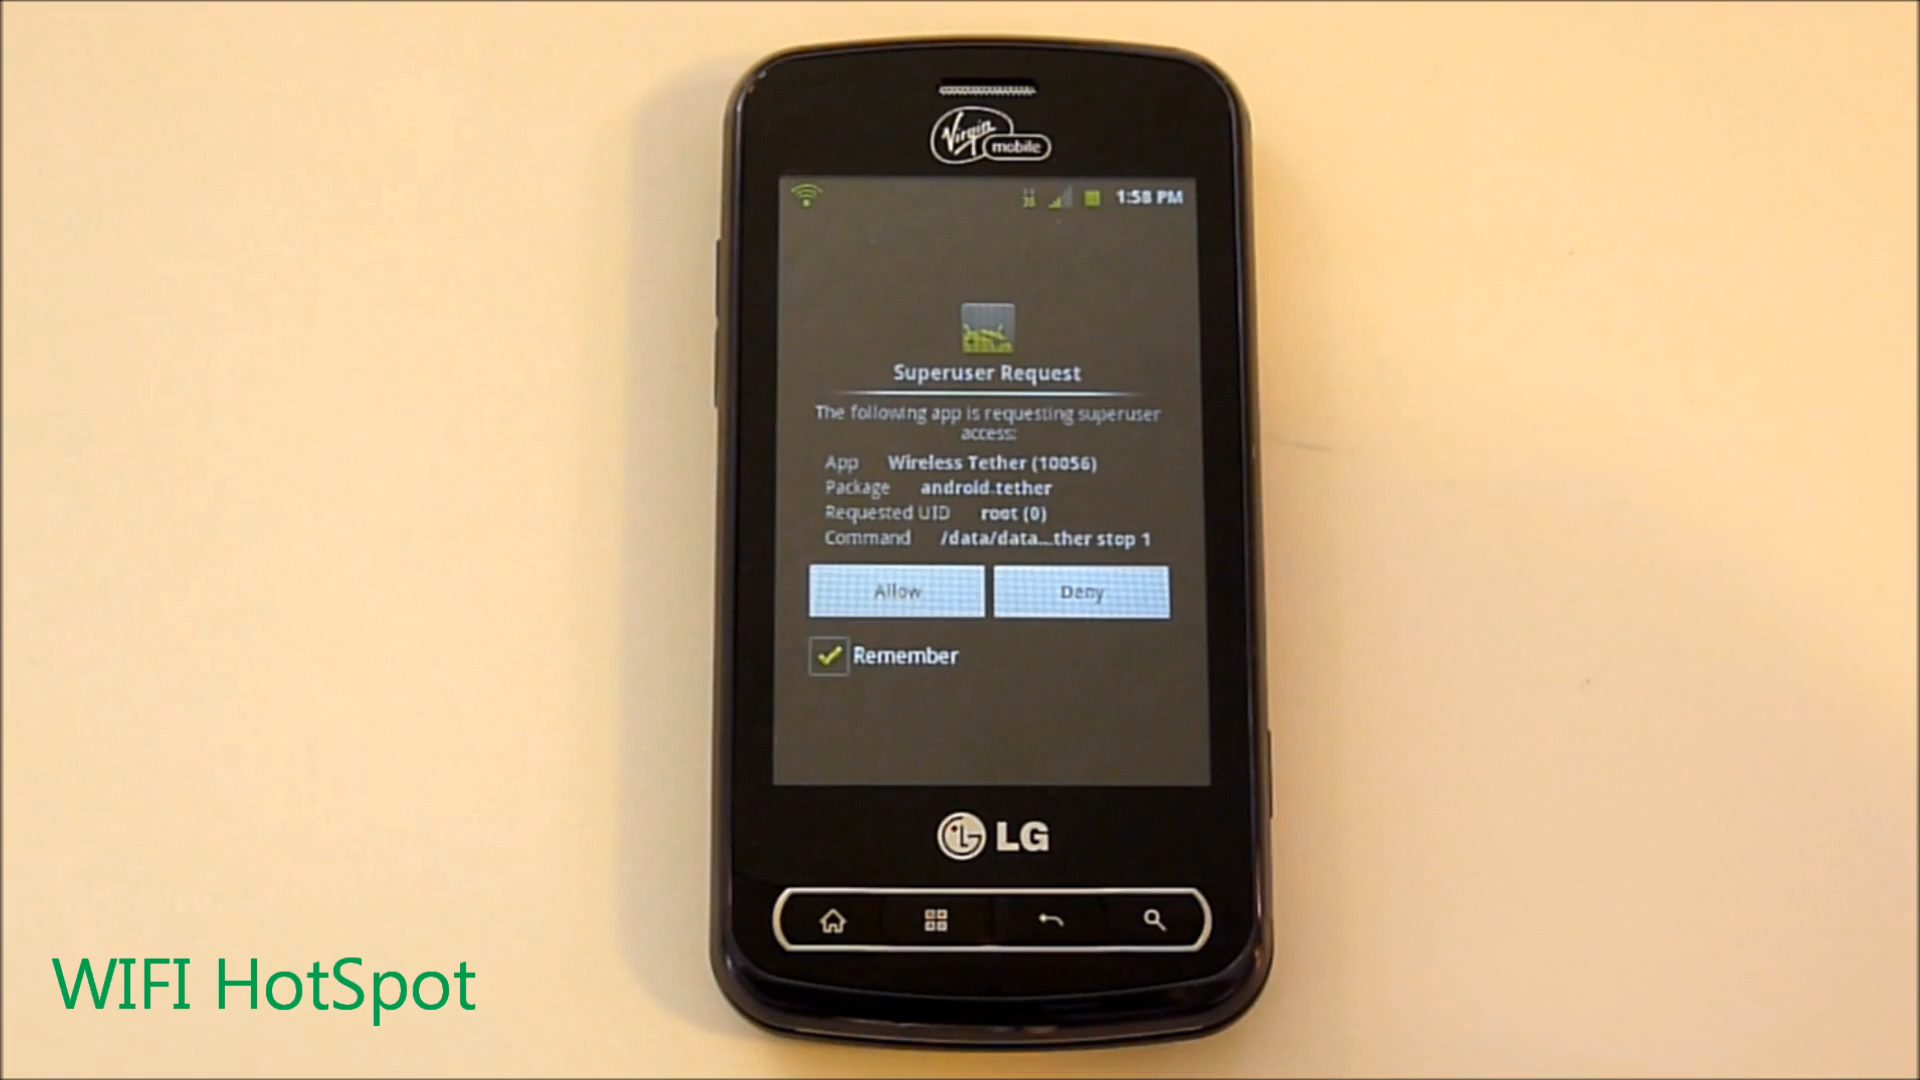 Virgin
mobile
3G
1:58 PM
Superuser Request
The following app is requesting superuser
access:
App Wireless Tether (10056)
Package android.tether
Requested UID root (0)
Command /data/data...ther stop 1
Allow Deny
Remember
LG
WIFI HotSpot